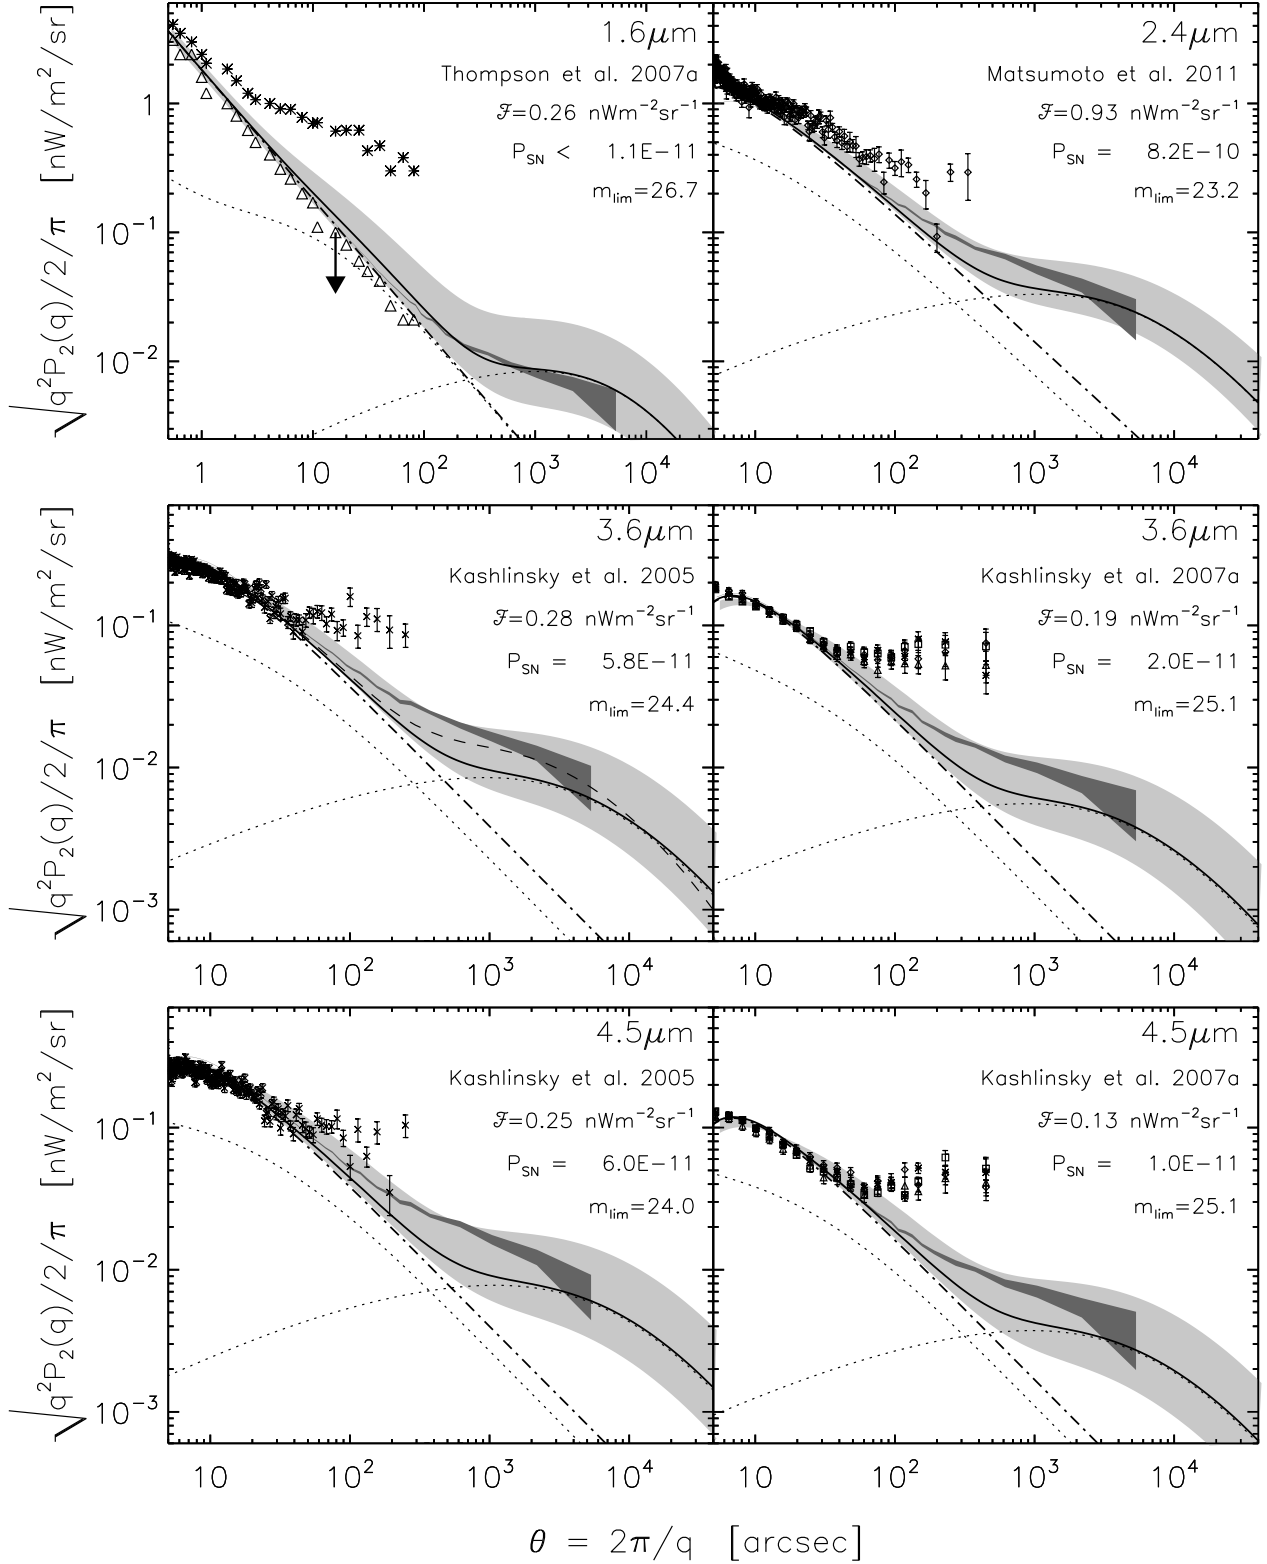 √q²P₂(q)/2/π [nW/m²/sr]
1
10⁻¹
10⁻²
1.6μm
Thompson et al. 2007a
ℱ=0.26 nWm⁻²sr⁻¹
P_SN < 1.1E−11
m_lim=26.7
1 10 10² 10³ 10⁴
2.4μm
Matsumoto et al. 2011
ℱ=0.93 nWm⁻²sr⁻¹
P_SN = 8.2E−10
m_lim=23.2
10 10² 10³ 10⁴
√q²P₂(q)/2/π [nW/m²/sr]
10⁻¹
10⁻²
10⁻³
3.6μm
Kashlinsky et al. 2005
ℱ=0.28 nWm⁻²sr⁻¹
P_SN = 5.8E−11
m_lim=24.4
10 10² 10³ 10⁴
3.6μm
Kashlinsky et al. 2007a
ℱ=0.19 nWm⁻²sr⁻¹
P_SN = 2.0E−11
m_lim=25.1
10 10² 10³ 10⁴
√q²P₂(q)/2/π [nW/m²/sr]
10⁻¹
10⁻²
10⁻³
4.5μm
Kashlinsky et al. 2005
ℱ=0.25 nWm⁻²sr⁻¹
P_SN = 6.0E−11
m_lim=24.0
10 10² 10³ 10⁴
4.5μm
Kashlinsky et al. 2007a
ℱ=0.13 nWm⁻²sr⁻¹
P_SN = 1.0E−11
m_lim=25.1
10 10² 10³ 10⁴
θ = 2π/q [arcsec]